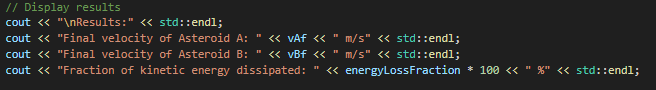 // Display results
cout << "\nResults:" << std::endl;
cout << "Final velocity of Asteroid A: " << vAf << " m/s" << std::endl;
cout << "Final velocity of Asteroid B: " << vBf << " m/s" << std::endl;
cout << "Fraction of kinetic energy dissipated: " << energyLossFraction * 100 << " %" << std::endl;